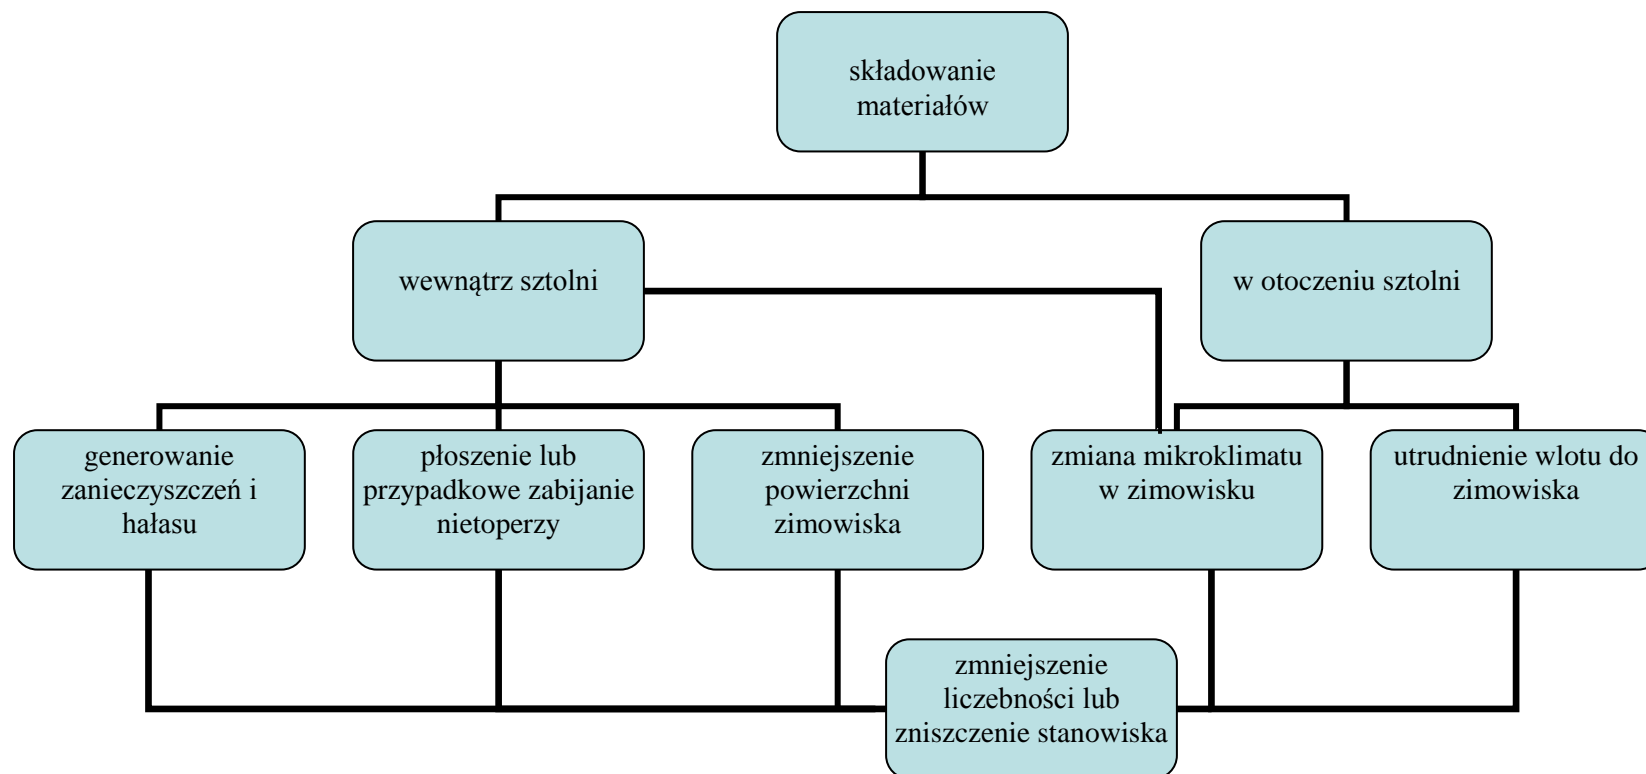 składowanie
materiałów
wewnątrz sztolni
w otoczeniu sztolni
generowanie
zanieczyszczeń i
hałasu
płoszenie lub
przypadkowe zabijanie
nietoperzy
zmniejszenie
powierzchni
zimowiska
zmiana mikroklimatu
w zimowisku
utrudnienie wlotu do
zimowiska
zmniejszenie
liczebności lub
zniszczenie stanowiska